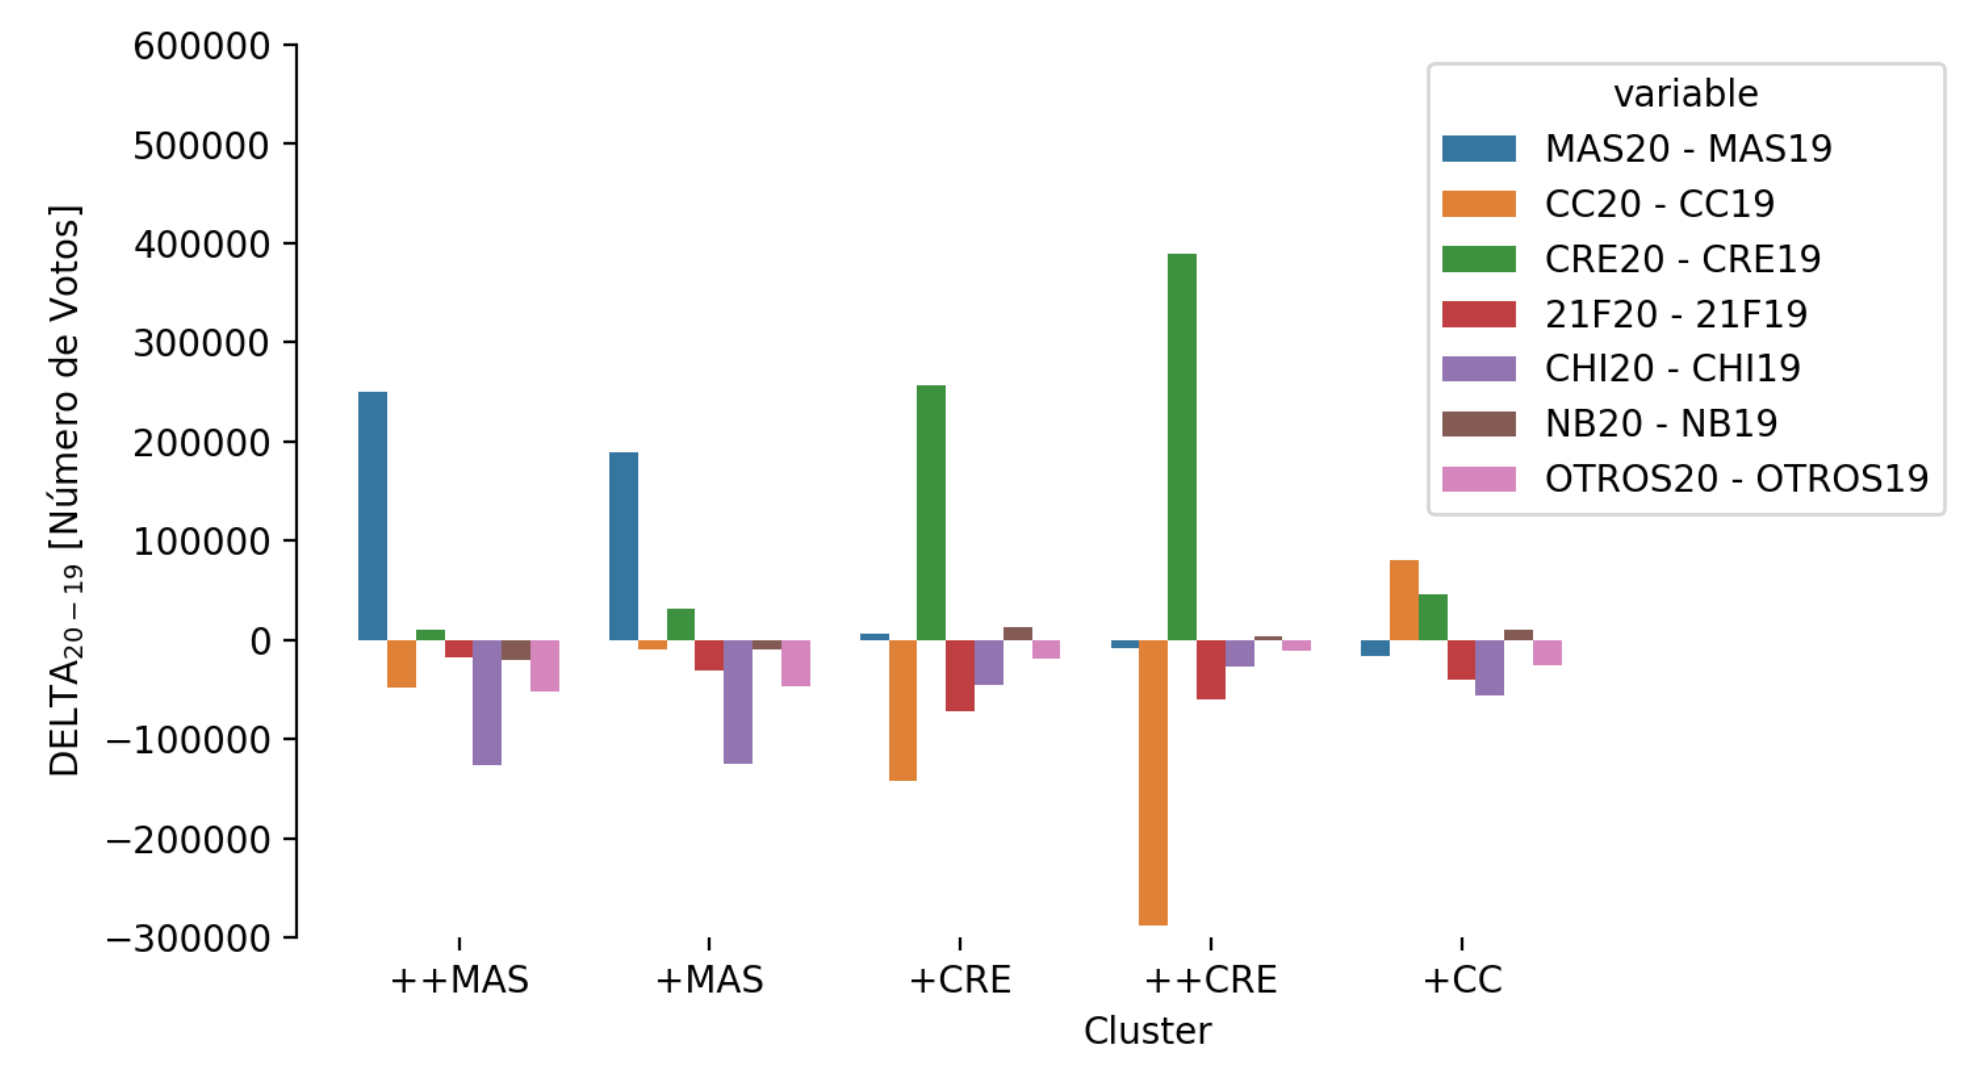 600000
500000
400000
300000
200000
100000
0
−100000
−200000
−300000
DELTA20−19 [Número de Votos]
++MAS
+MAS
+CRE
++CRE
+CC
Cluster
variable
MAS20 - MAS19
CC20 - CC19
CRE20 - CRE19
21F20 - 21F19
CHI20 - CHI19
NB20 - NB19
OTROS20 - OTROS19